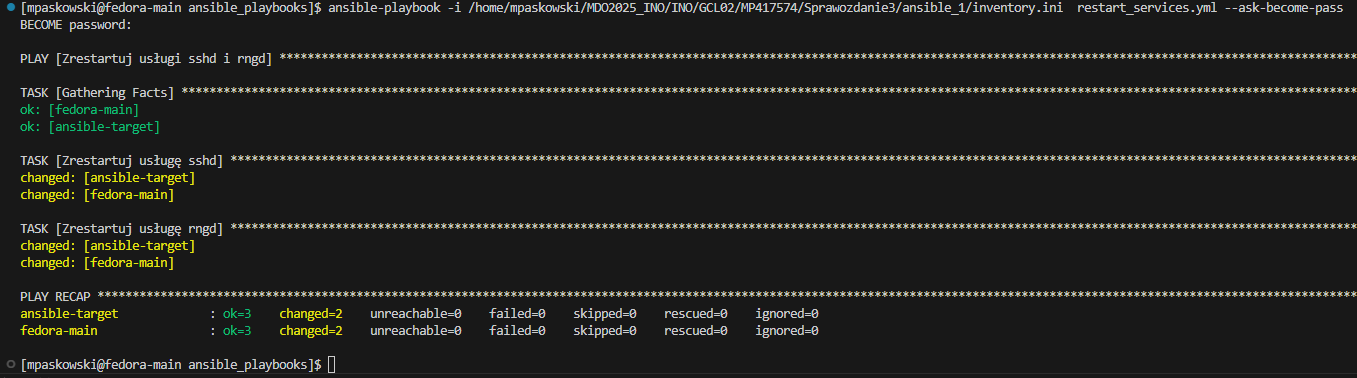 [mpaskowski@fedora-main ansible_playbooks]$ ansible-playbook -i /home/mpaskowski/MDO2025_INO/INO/GCL02/MP417574/Sprawozdanie3/ansible_1/inventory.ini  restart_services.yml --ask-become-pass
BECOME password:
PLAY [Zrestartuj usługi sshd i rngd] ****************************************************************************************************************************************************************
TASK [Gathering Facts] ******************************************************************************************************************************************************************************
ok: [fedora-main]
ok: [ansible-target]
TASK [Zrestartuj usługę sshd] ***********************************************************************************************************************************************************************
changed: [ansible-target]
changed: [fedora-main]
TASK [Zrestartuj usługę rngd] ***********************************************************************************************************************************************************************
changed: [ansible-target]
changed: [fedora-main]
PLAY RECAP ******************************************************************************************************************************************************************************************
ansible-target             : ok=3    changed=2    unreachable=0    failed=0    skipped=0    rescued=0    ignored=0
fedora-main                : ok=3    changed=2    unreachable=0    failed=0    skipped=0    rescued=0    ignored=0
[mpaskowski@fedora-main ansible_playbooks]$